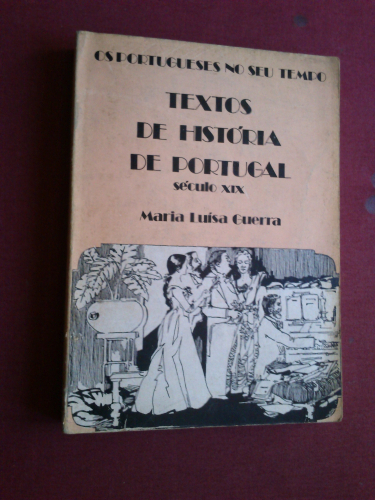 OS PORTUGUESES NO SEU TEMPO
TEXTOS
DE HISTÓRIA
DE PORTUGAL
SÉCULO XIX
Maria Luísa Guerra